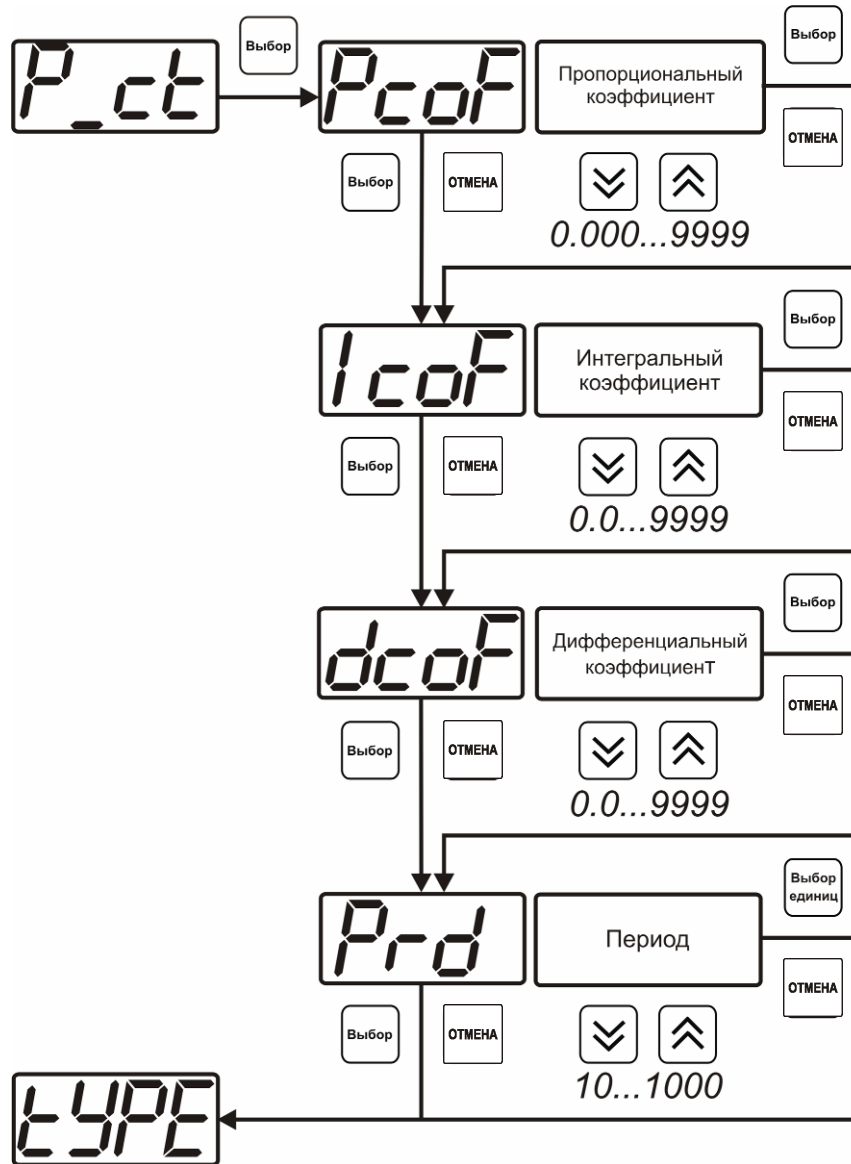 Выбор
Выбор
P_ct
PcoF
Пропорциональный
коэффициент
ОТМЕНА
Выбор
ОТМЕНА
0.000...9999
Выбор
IcoF
Интегральный
коэффициент
ОТМЕНА
Выбор
ОТМЕНА
0.0...9999
Выбор
dcoF
Дифференциальный
коэффициент
ОТМЕНА
Выбор
ОТМЕНА
0.0...9999
Выбор
единиц
Prd
Период
ОТМЕНА
Выбор
ОТМЕНА
10...1000
tYPE